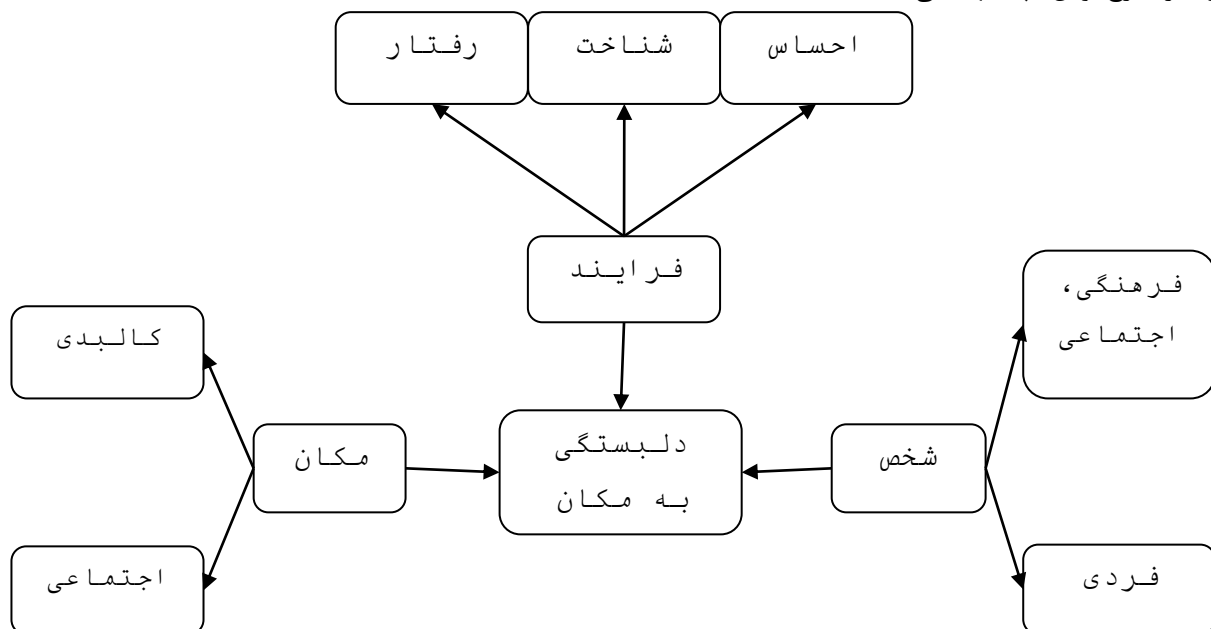 احساس
شناخت
رفتار
فرایند
فرهنگی،
اجتماعی
کالبدی
شخص
دلبستگی
به مکان
مکان
فردی
اجتماعی